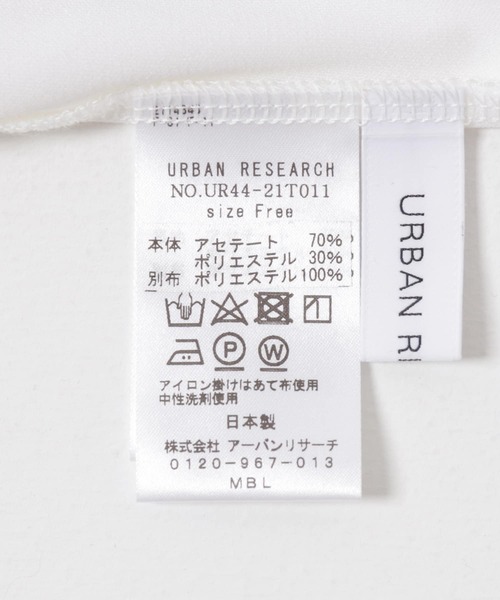 URBAN RESEARCH
NO.UR44-21T011
size Free
本体 アセテート 70%
ポリエステル 30%
別布 ポリエステル 100%
P W
アイロン掛けはあて布使用
中性洗剤使用
日本製
株式会社 アーバンリサーチ
0120-967-013
MBL
URBAN RE